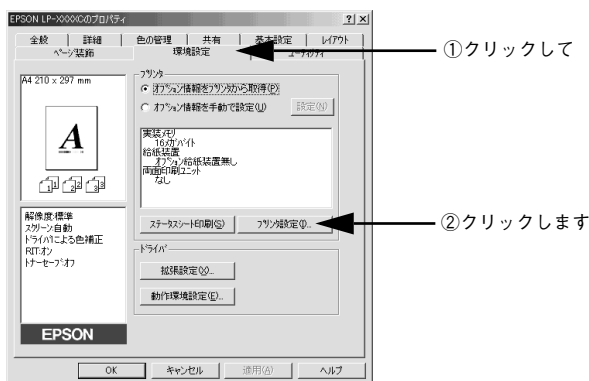 EPSON LP-XXXXCのプロパティ
? ×
全般 詳細 色の管理 共有 基本設定 レイアウト
ページ装飾 環境設定 ユーティリティ
①クリックして
A4 210 x 297 mm
A
1 2 3
解像度:標準
スクリーン:自動
ドライバによる色補正
RIT:オン
トナーセーブ:オフ
EPSON
プリンタ
オプション情報をプリンタから取得(P)
オプション情報を手動で設定(U)
設定(N)
実装メモリ
16メガバイト
給紙装置
オプション給紙装置無し
両面印刷ユニット
なし
ステータスシート印刷(S)
プリンタ設定(I)...
②クリックします
ドライバ
拡張設定(X)...
動作環境設定(E)...
OK キャンセル 適用(A) ヘルプ